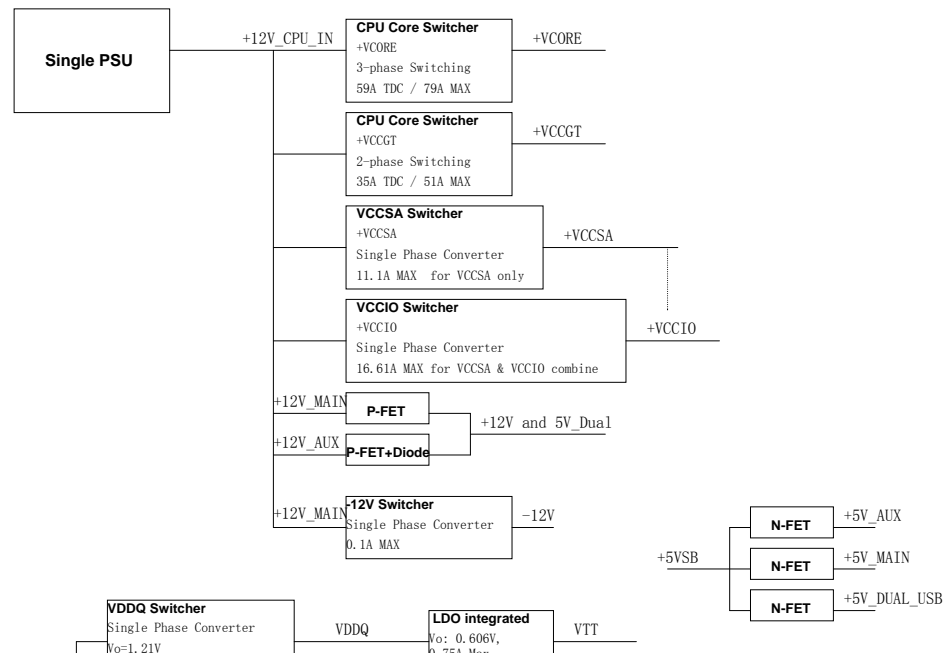 Single PSU
+12V_CPU_IN
CPU Core Switcher
+VCORE
3-phase Switching
59A TDC / 79A MAX
+VCORE
CPU Core Switcher
+VCCGT
2-phase Switching
35A TDC / 51A MAX
+VCCGT
VCCSA Switcher
+VCCSA
Single Phase Converter
11.1A MAX for VCCSA only
+VCCSA
VCCIO Switcher
+VCCIO
Single Phase Converter
16.61A MAX for VCCSA & VCCIO combine
+VCCIO
+12V_MAIN
P-FET
+12V and 5V_Dual
+12V_AUX
P-FET+Diode
+12V_MAIN
-12V Switcher
Single Phase Converter
0.1A MAX
-12V
+5VSB
N-FET
+5V_AUX
N-FET
+5V_MAIN
N-FET
+5V_DUAL_USB
VDDQ Switcher
Single Phase Converter
Vo=1.21V
VDDQ
LDO integrated
Vo: 0.606V,
0.75A Max
VTT